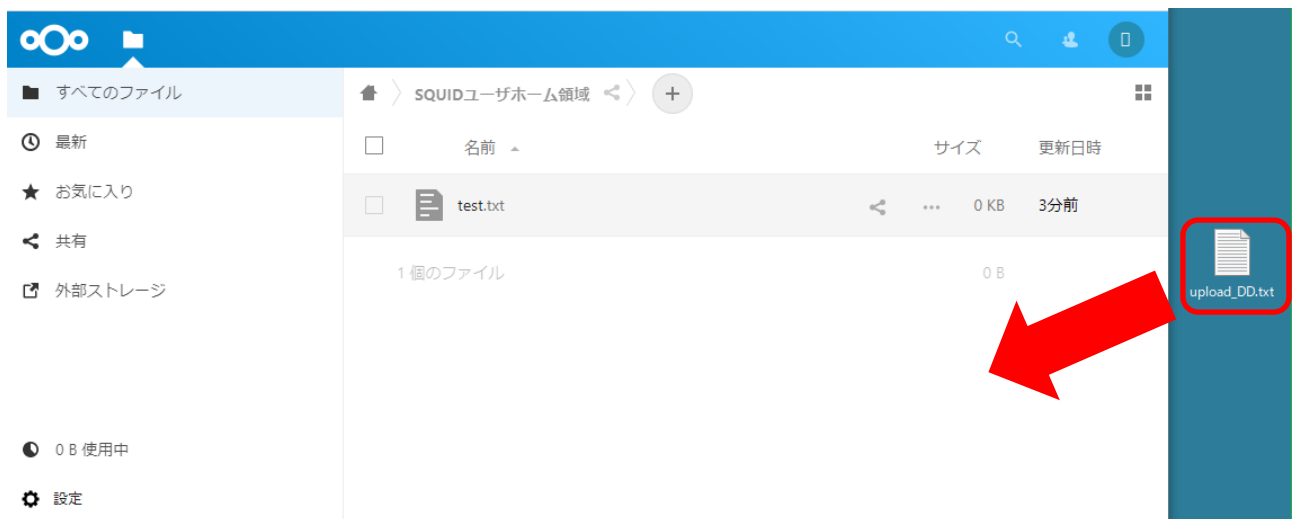 すべてのファイル
最新
お気に入り
共有
外部ストレージ
0 B 使用中
設定
SQUIDユーザホーム領域
名前 サイズ 更新日時
test.txt 0 KB 3分前
1 個のファイル 0 B
upload_DD.txt